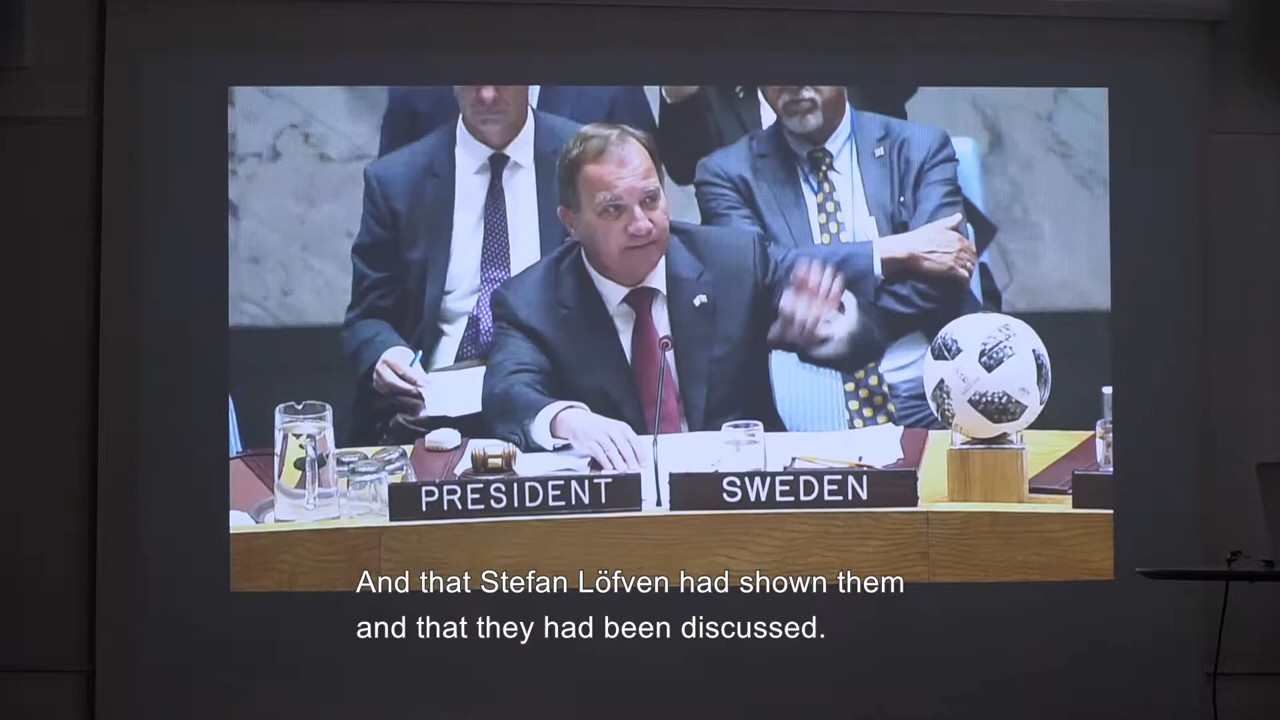 PRESIDENT
SWEDEN
And that Stefan Löfven had shown them
and that they had been discussed.